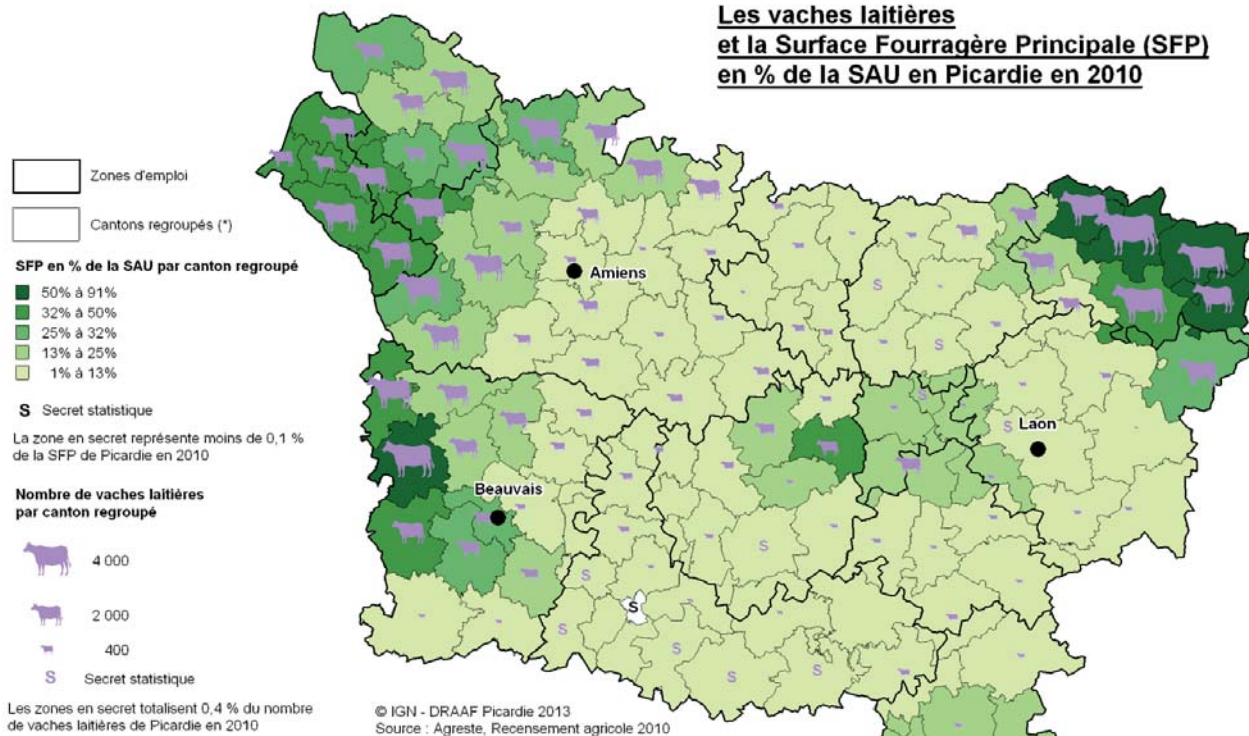 Les vaches laitières
et la Surface Fourragère Principale (SFP)
en % de la SAU en Picardie en 2010
Zones d'emploi
Cantons regroupés (*)
SFP en % de la SAU par canton regroupé
50% à 91%
32% à 50%
25% à 32%
13% à 25%
1% à 13%
S Secret statistique
La zone en secret représente moins de 0,1 %
de la SFP de Picardie en 2010
Nombre de vaches laitières
par canton regroupé
4 000
2 000
400
S Secret statistique
Les zones en secret totalisent 0,4 % du nombre
de vaches laitières de Picardie en 2010
Amiens
S
S
S
S
Laon
Beauvais
S
S
S
S
S
S
S
© IGN - DRAAF Picardie 2013
Source : Agreste, Recensement agricole 2010